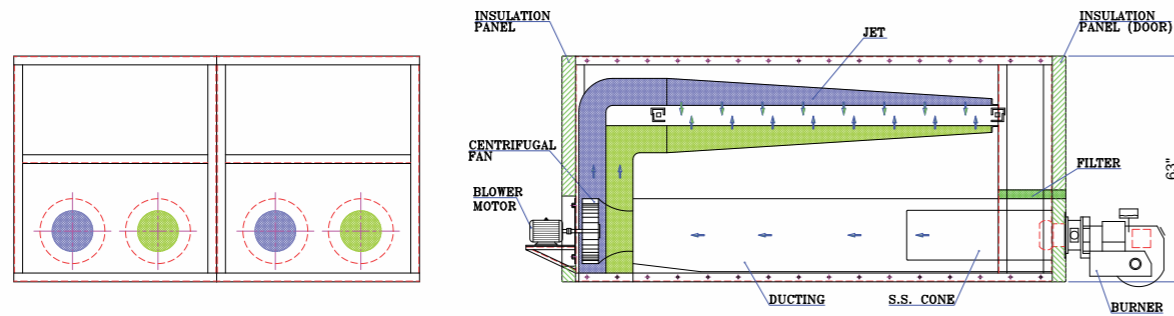 INSULATION
PANEL
JET
INSULATION
PANEL (DOOR)
CENTRIFUGAL
FAN
BLOWER
MOTOR
FILTER
63"
DUCTING
S.S. CONE
BURNER